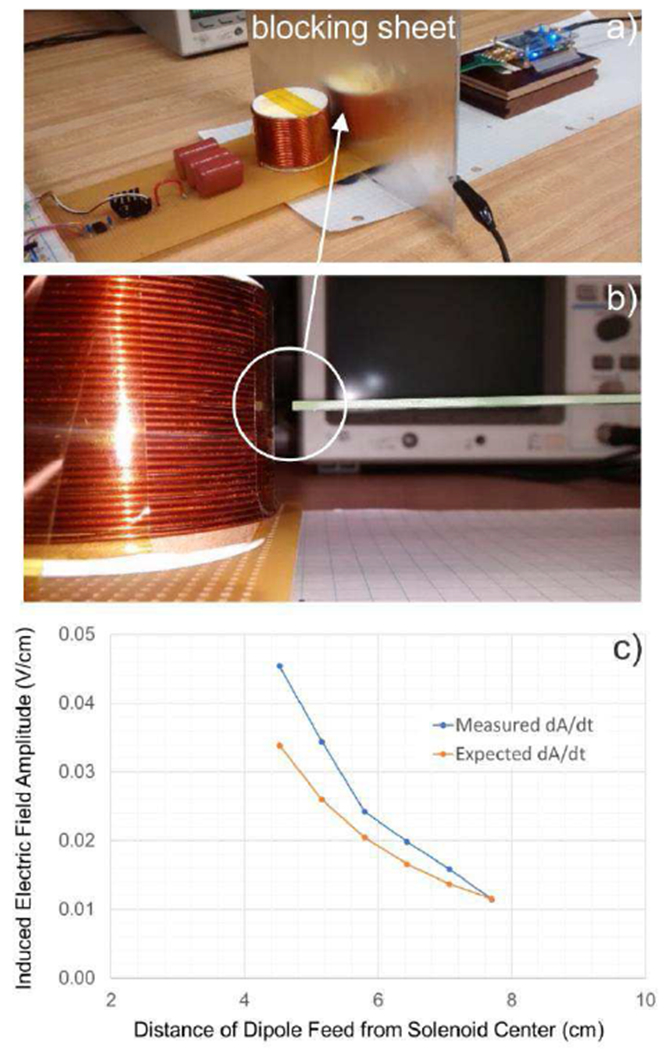 blocking sheet
a)
b)
c)
Induced Electric Field Amplitude (V/cm)
0.05
0.04
0.03
0.02
0.01
0.00
Measured dA/dt
Expected dA/dt
2
4
6
8
10
Distance of Dipole Feed from Solenoid Center (cm)